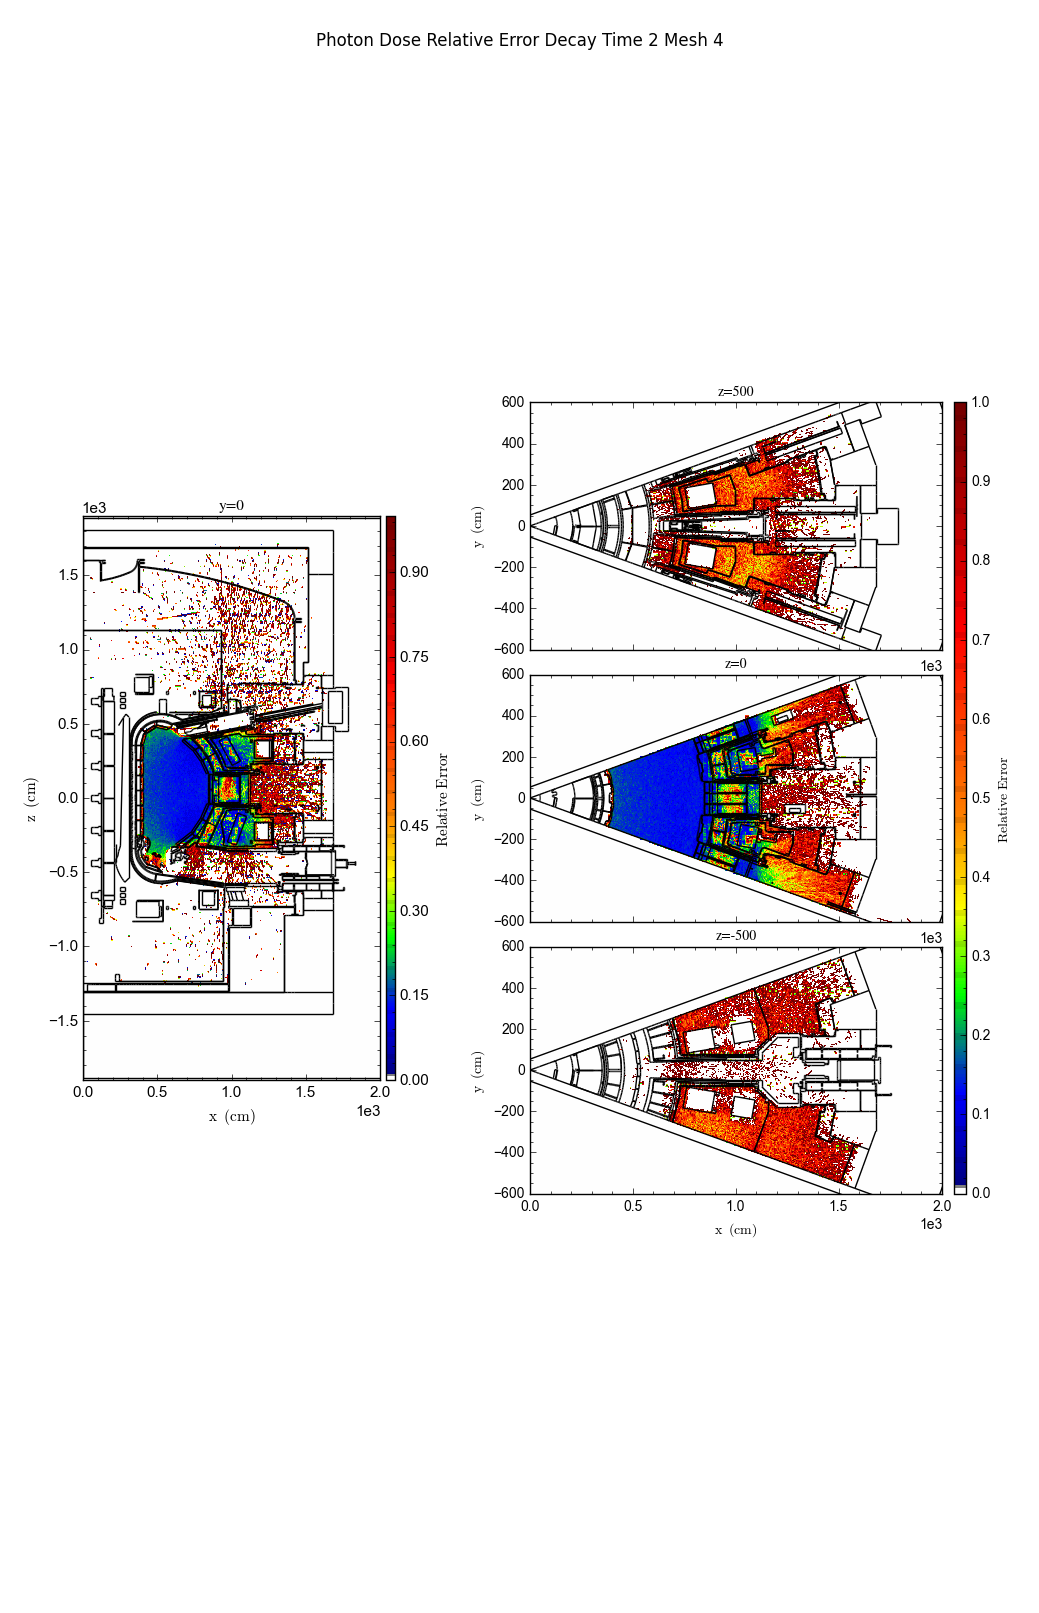 Photon Dose Relative Error Decay Time 2 Mesh 4
y=0
1e3
1.5
1.0
0.5
0.0
−0.5
−1.0
−1.5
z (cm)
0.0 0.5 1.0 1.5 2.0
1e3
x (cm)
0.90
0.75
0.60
0.45
0.30
0.15
0.00
Relative Error
z=500
600
400
200
0
−200
−400
−600
y (cm)
1e3
z=0
600
400
200
0
−200
−400
−600
y (cm)
1e3
z=-500
600
400
200
0
−200
−400
−600
y (cm)
0.0 0.5 1.0 1.5 2.0
1e3
x (cm)
1.0
0.9
0.8
0.7
0.6
0.5
0.4
0.3
0.2
0.1
0.0
Relative Error